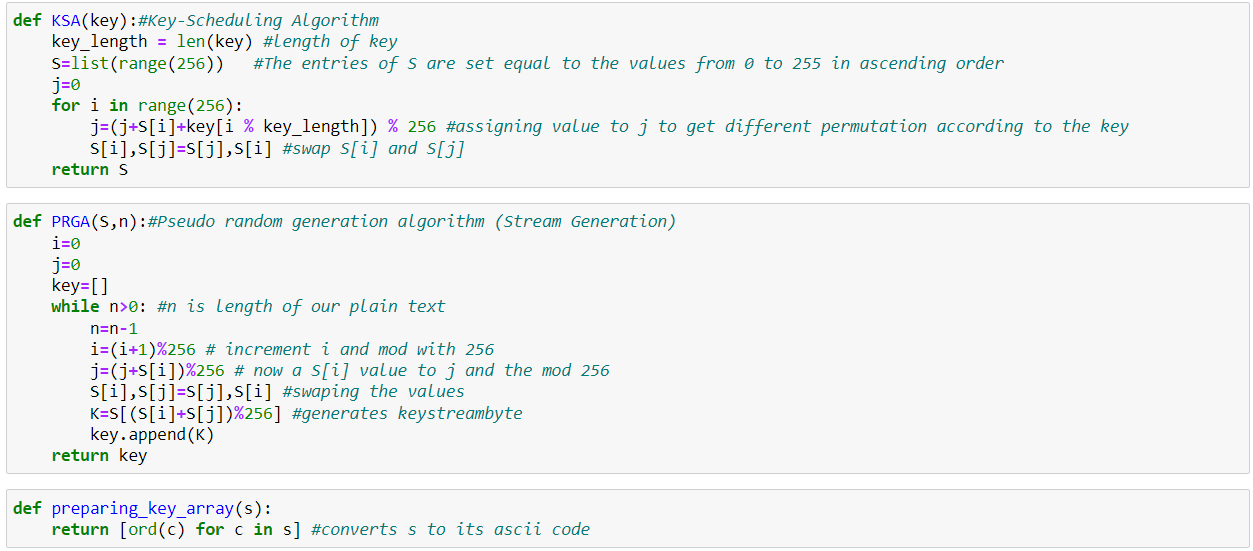 def KSA(key):#Key-Scheduling Algorithm
    key_length = len(key) #length of key
    S=list(range(256))   #The entries of S are set equal to the values from 0 to 255 in ascending order
    j=0
    for i in range(256):
        j=(j+S[i]+key[i % key_length]) % 256 #assigning value to j to get different permutation according to the key
        S[i],S[j]=S[j],S[i] #swap S[i] and S[j]
    return S
def PRGA(S,n):#Pseudo random generation algorithm (Stream Generation)
    i=0
    j=0
    key=[]
    while n>0: #n is length of our plain text
        n=n-1
        i=(i+1)%256 # increment i and mod with 256
        j=(j+S[i])%256 # now a S[i] value to j and the mod 256
        S[i],S[j]=S[j],S[i] #swaping the values
        K=S[(S[i]+S[j])%256] #generates keystreambyte
        key.append(K)
    return key
def preparing_key_array(s):
    return [ord(c) for c in s] #converts s to its ascii code